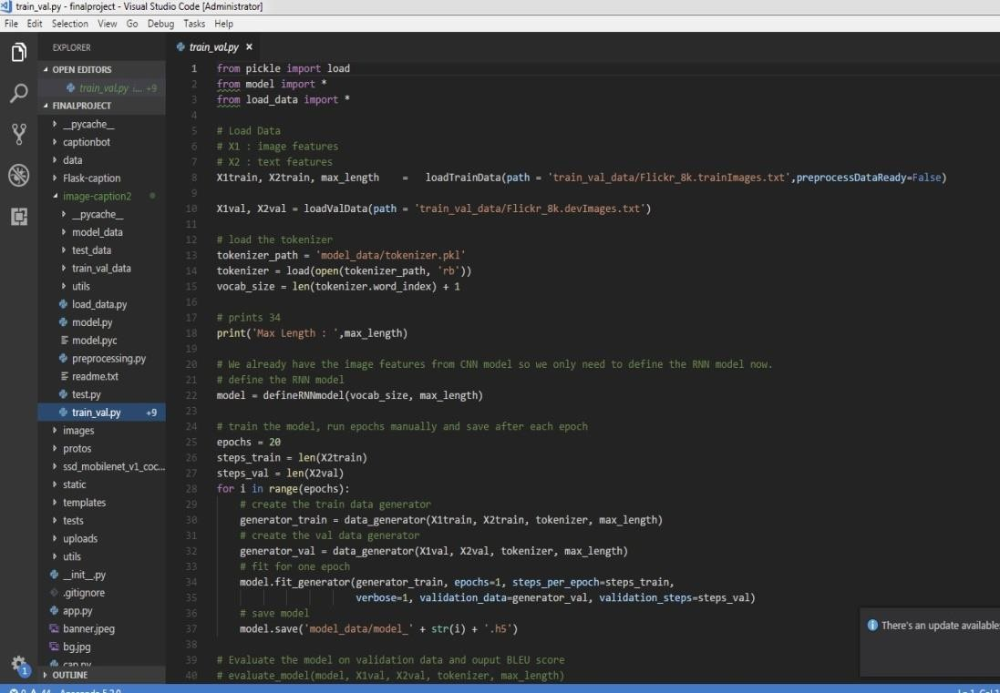 train_val.py - finalproject - Visual Studio Code [Administrator]
File Edit Selection View Go Debug Tasks Help
EXPLORER
OPEN EDITORS
train_val.py i... +9
FINALPROJECT
__pycache__
captionbot
data
Flask-caption
image-caption2
__pycache__
model_data
test_data
train_val_data
utils
load_data.py
model.py
model.pyc
preprocessing.py
readme.txt
test.py
train_val.py +9
images
protos
ssd_mobilenet_v1_coc...
static
templates
tests
uploads
utils
__init__.py
.gitignore
app.py
banner.jpeg
bg.jpg
cap.py
OUTLINE
1
train_val.py ×
1 from pickle import load
2 from model import *
3 from load_data import *
4
5 # Load Data
6 # X1 : image features
7 # X2 : text features
8 X1train, X2train, max_length = loadTrainData(path = 'train_val_data/Flickr_8k.trainImages.txt',preprocessDataReady=False)
9
10 X1val, X2val = loadValData(path = 'train_val_data/Flickr_8k.devImages.txt')
11
12 # load the tokenizer
13 tokenizer_path = 'model_data/tokenizer.pkl'
14 tokenizer = load(open(tokenizer_path, 'rb'))
15 vocab_size = len(tokenizer.word_index) + 1
16
17 # prints 34
18 print('Max Length : ',max_length)
19
20 # We already have the image features from CNN model so we only need to define the RNN model now.
21 # define the RNN model
22 model = defineRNNmodel(vocab_size, max_length)
23
24 # train the model, run epochs manually and save after each epoch
25 epochs = 20
26 steps_train = len(X2train)
27 steps_val = len(X2val)
28 for i in range(epochs):
29 # create the train data generator
30 generator_train = data_generator(X1train, X2train, tokenizer, max_length)
31 # create the val data generator
32 generator_val = data_generator(X1val, X2val, tokenizer, max_length)
33 # fit for one epoch
34 model.fit_generator(generator_train, epochs=1, steps_per_epoch=steps_train,
35 verbose=1, validation_data=generator_val, validation_steps=steps_val)
36 # save model
37 model.save('model_data/model_' + str(i) + '.h5')
38
39 # Evaluate the model on validation data and ouput BLEU score
40 # evaluate_model(model, X1val, X2val, tokenizer, max_length)
There's an update available: